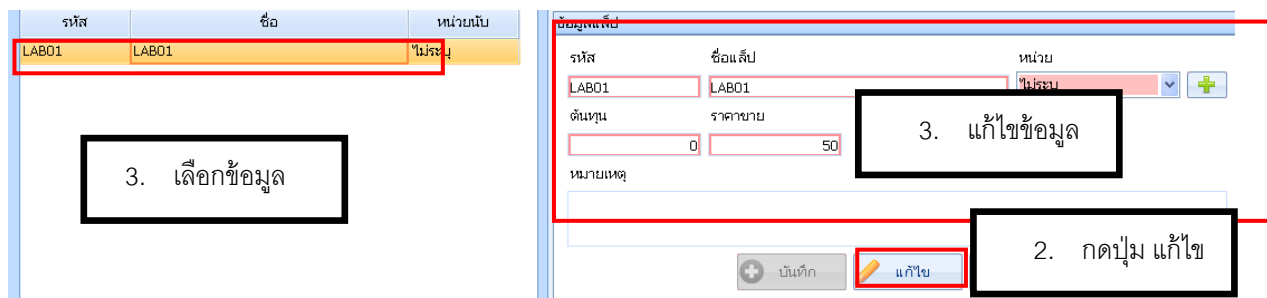 รหัส ชื่อ หน่วยนับ
LAB01 LAB01 ไม่ระบุ
3. เลือกข้อมูล
ข้อมูลแล็ป
รหัส ชื่อแล็ป หน่วย
LAB01 LAB01 ไม่ระบุ
ต้นทุน ราคาขาย
0 50
3. แก้ไขข้อมูล
หมายเหตุ
2. กดปุ่ม แก้ไข
บันทึก แก้ไข